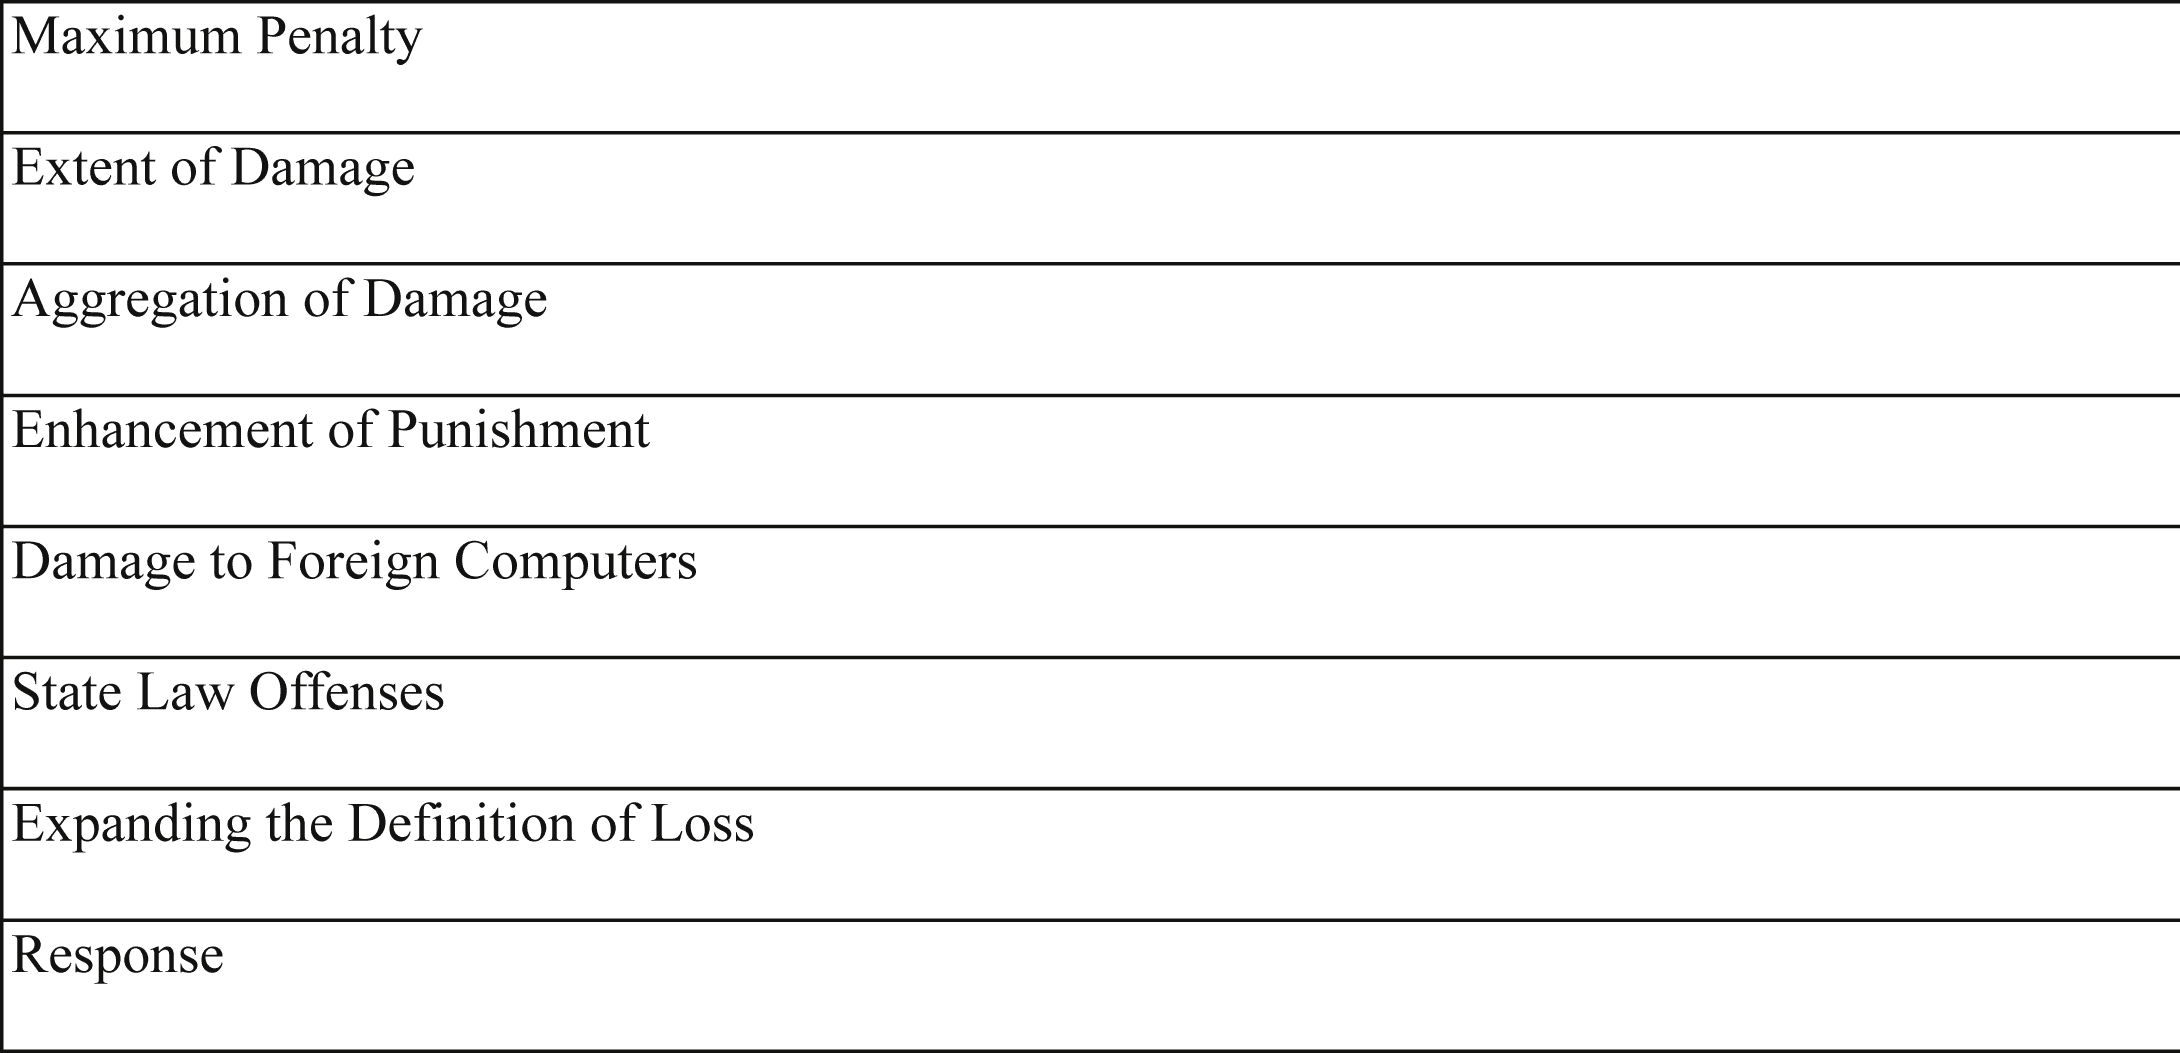 Maximum Penalty
Extent of Damage
Aggregation of Damage
Enhancement of Punishment
Damage to Foreign Computers
State Law Offenses
Expanding the Definition of Loss
Response